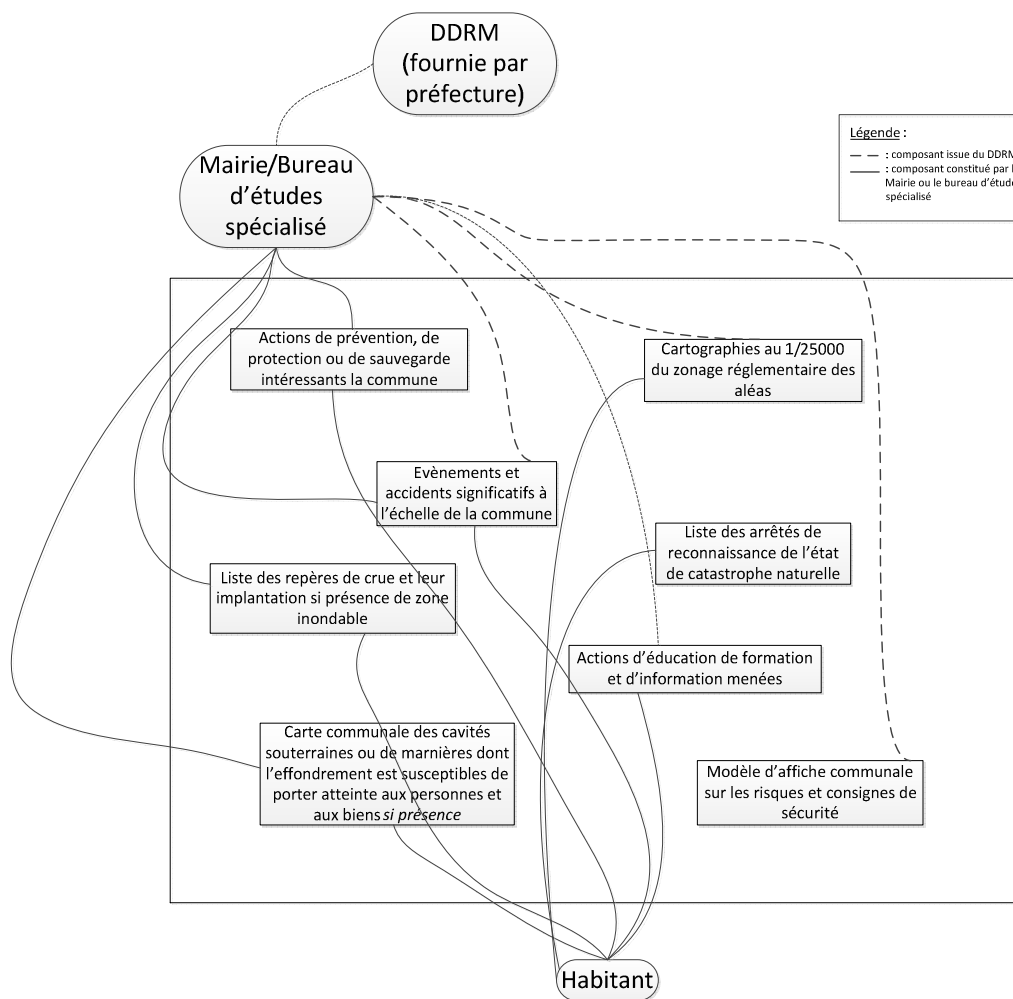 DDRM
(fournie par
préfecture)
Mairie/Bureau
d’études
spécialisé
Légende :
: composant issue du DDRM
: composant constitué par l
Mairie ou le bureau d’étude
spécialisé
Actions de prévention, de
protection ou de sauvegarde
intéressants la commune
Cartographies au 1/25000
du zonage réglementaire des
aléas
Evènements et
accidents significatifs à
l’échelle de la commune
Liste des arrêtés de
reconnaissance de l’état
de catastrophe naturelle
Liste des repères de crue et leur
implantation si présence de zone
inondable
Actions d’éducation de formation
et d’information menées
Carte communale des cavités
souterraines ou de marnières dont
l’effondrement est susceptibles de
porter atteinte aux personnes et
aux biens si présence
Modèle d’affiche communale
sur les risques et consignes de
sécurité
Habitant